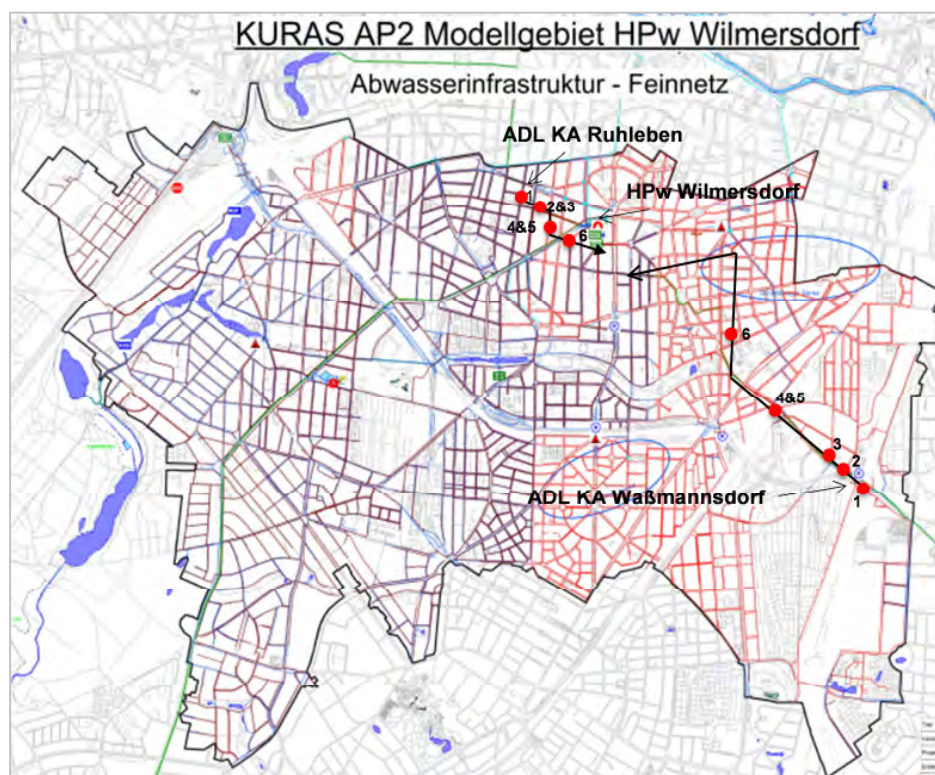 KURAS AP2 Modellgebiet HPw Wilmersdorf
Abwasserinfrastruktur - Feinnetz
ADL KA Ruhleben
HPw Wilmersdorf
1
2&3
4&5
6
6
4&5
3
2
ADL KA Waßmannsdorf
1